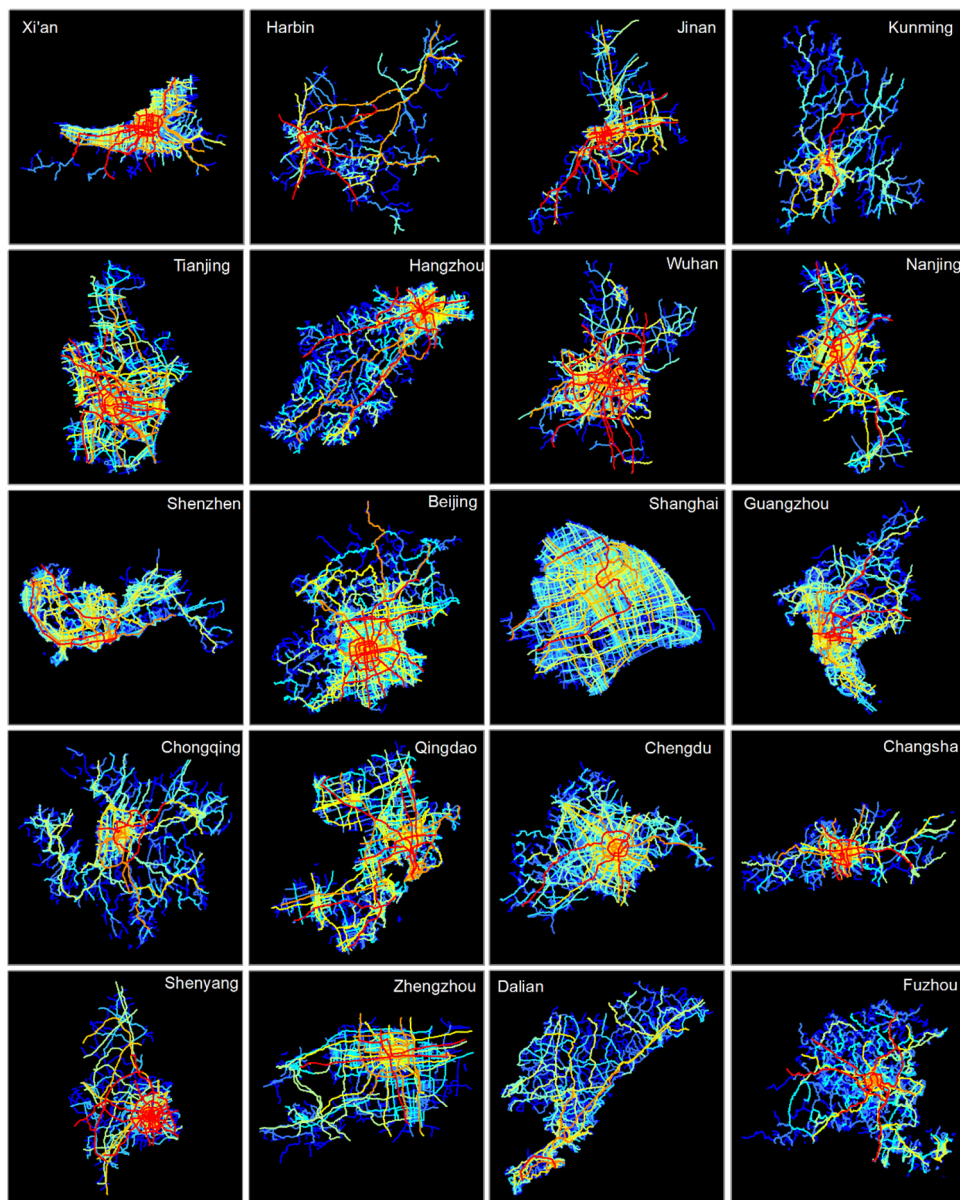 Xi'an
Harbin
Jinan
Kunming
Tianjing
Hangzhou
Wuhan
Nanjing
Shenzhen
Beijing
Shanghai
Guangzhou
Chongqing
Qingdao
Chengdu
Changsha
Shenyang
Zhengzhou
Dalian
Fuzhou